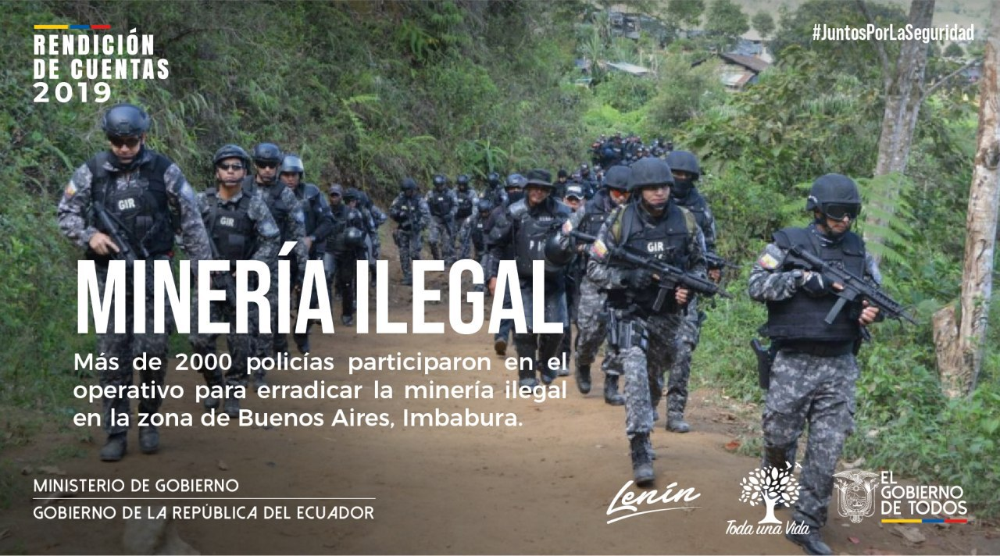 RENDICIÓN
DE CUENTAS
2019
#JuntosPorLaSeguridad
GIR
GIR
GIR
MINERÍA ILEGAL
Más de 2000 policías participaron en el
operativo para erradicar la minería ilegal
en la zona de Buenos Aires, Imbabura.
MINISTERIO DE GOBIERNO
GOBIERNO DE LA REPÚBLICA DEL ECUADOR
Lenín
Toda una Vida
EL
GOBIERNO
DE TODOS